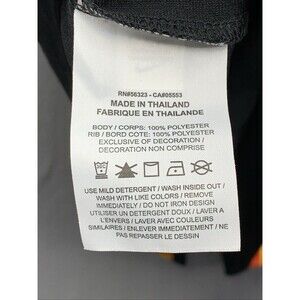 RN#56323 - CA#05553
MADE IN THAILAND
FABRIQUE EN THAILANDE
BODY / CORPS: 100% POLYESTER
RIB / BORD COTE: 100% POLYESTER
EXCLUSIVE OF DECORATION /
DECORATION NON COMPRISE
USE MILD DETERGENT / WASH INSIDE OUT /
WASH WITH LIKE COLORS / REMOVE
IMMEDIATELY / DO NOT IRON DESIGN
UTILISER UN DETERGENT DOUX / LAVER A
L'ENVERS / LAVER AVEC COULEURS
SIMILAIRES / ENLEVER IMMEDIATEMENT / NE
PAS REPASSER LE DESSIN